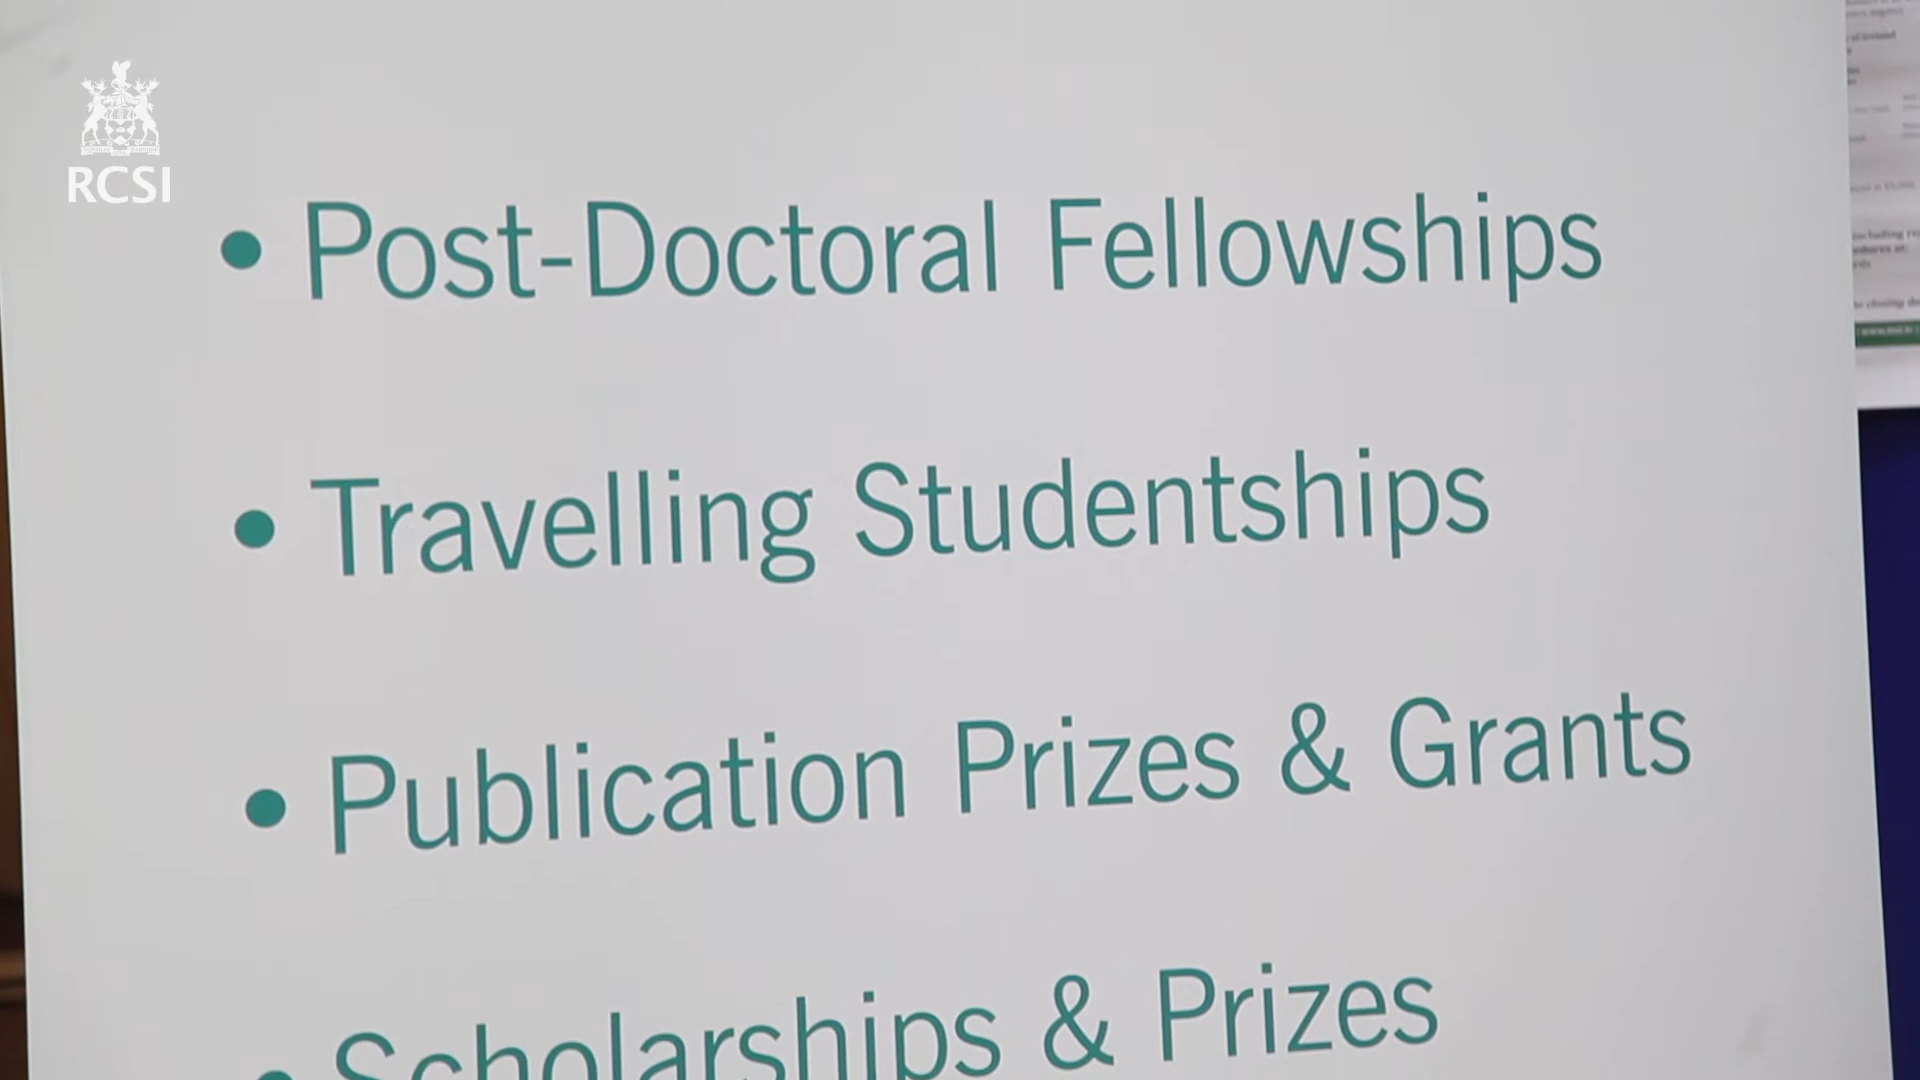 RCSI
• Post-Doctoral Fellowships
• Travelling Studentships
• Publication Prizes & Grants
• Scholarships & Prizes